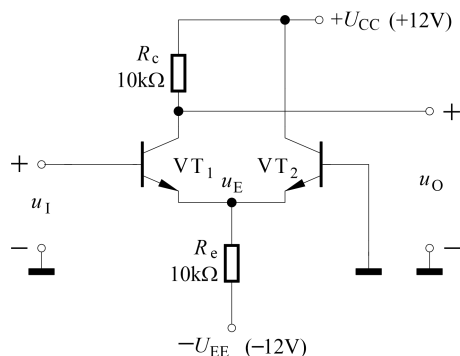 +U_CC (+12V)
R_c
10kΩ
+
+
VT_1
u_E
VT_2
u_I
u_O
−
−
R_e
10kΩ
−U_EE (−12V)